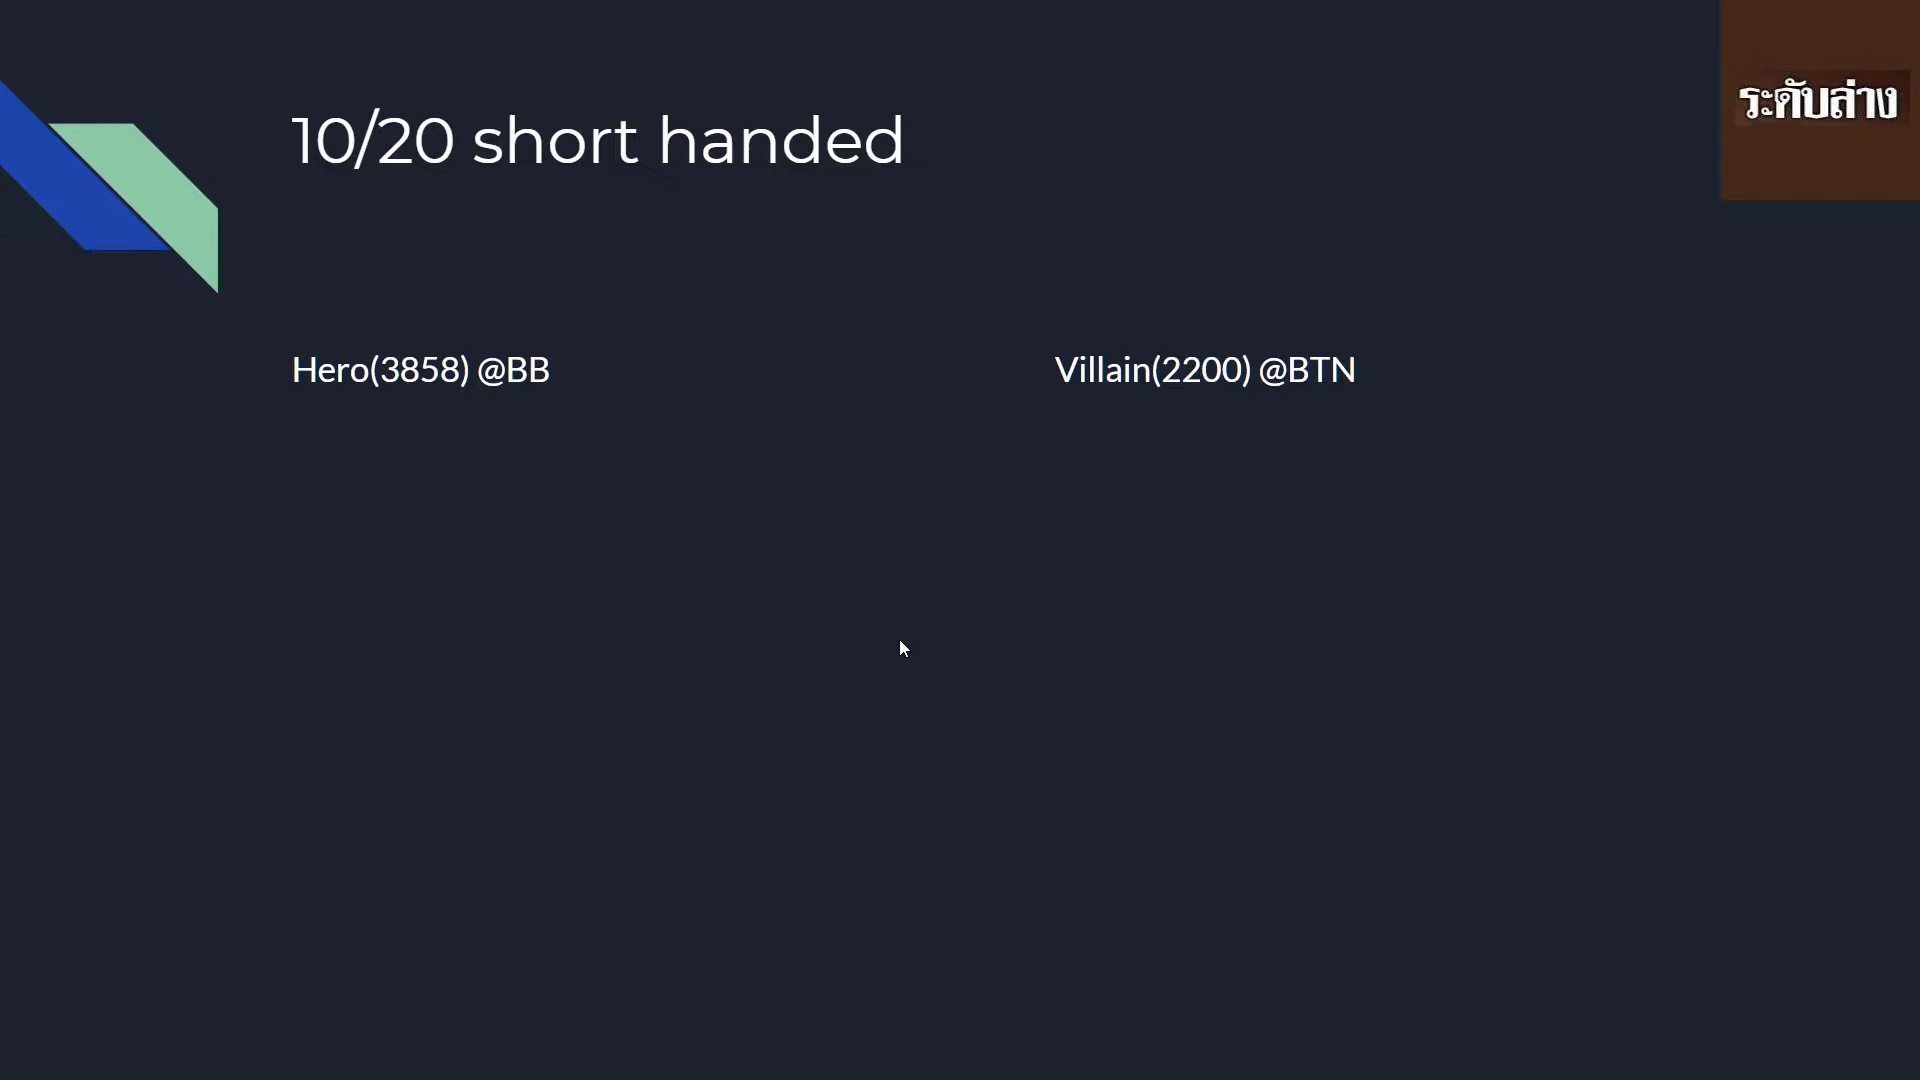 10/20 short handed
ระดับล่าง
Hero(3858) @BB
Villain(2200) @BTN